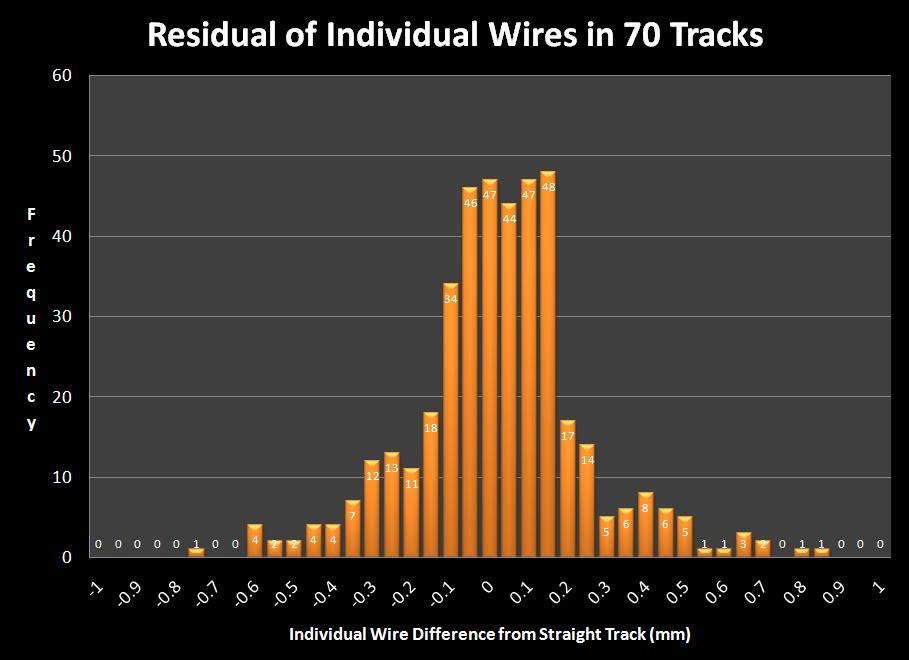 Residual of Individual Wires in 70 Tracks
60
50
40
30
20
10
0
Frequency
0 0 0 0 0 1 0 0 4 2 2 4 4 7 12 13 11 18 34 46 47 44 47 48 17 14 5 6 8 6 5 1 1 3 2 0 1 1 0 0 0
-1 -0.9 -0.8 -0.7 -0.6 -0.5 -0.4 -0.3 -0.2 -0.1 0 0.1 0.2 0.3 0.4 0.5 0.6 0.7 0.8 0.9 1
Individual Wire Difference from Straight Track (mm)